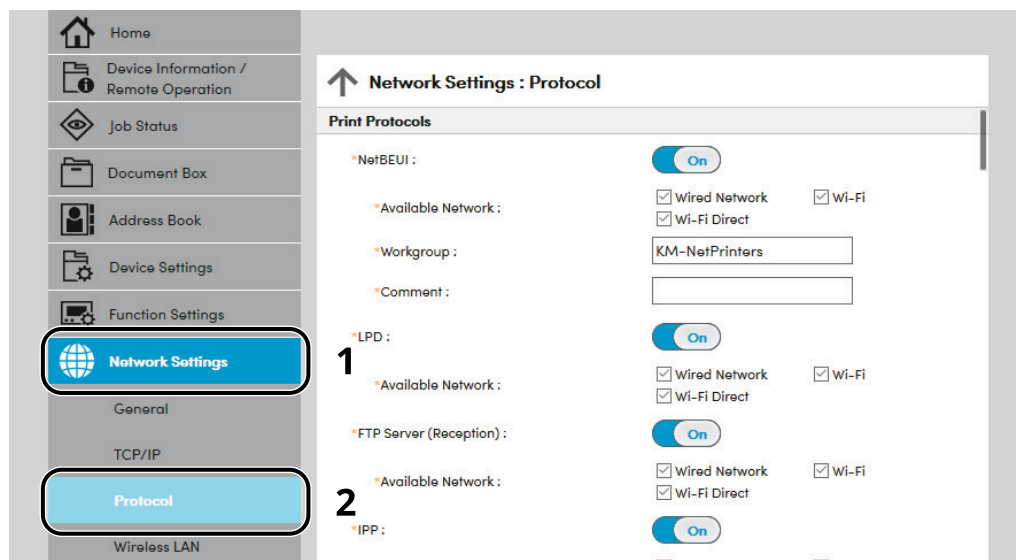 Home
Device Information /
Remote Operation
Job Status
Document Box
Address Book
Device Settings
Function Settings
Network Settings
1
General
TCP/IP
Protocol
2
Wireless LAN
Network Settings : Protocol
Print Protocols
*NetBEUI : On
*Available Network : Wired Network Wi-Fi
Wi-Fi Direct
*Workgroup : KM-NetPrinters
*Comment :
*LPD : On
*Available Network : Wired Network Wi-Fi
Wi-Fi Direct
*FTP Server (Reception) : On
*Available Network : Wired Network Wi-Fi
Wi-Fi Direct
*IPP : On